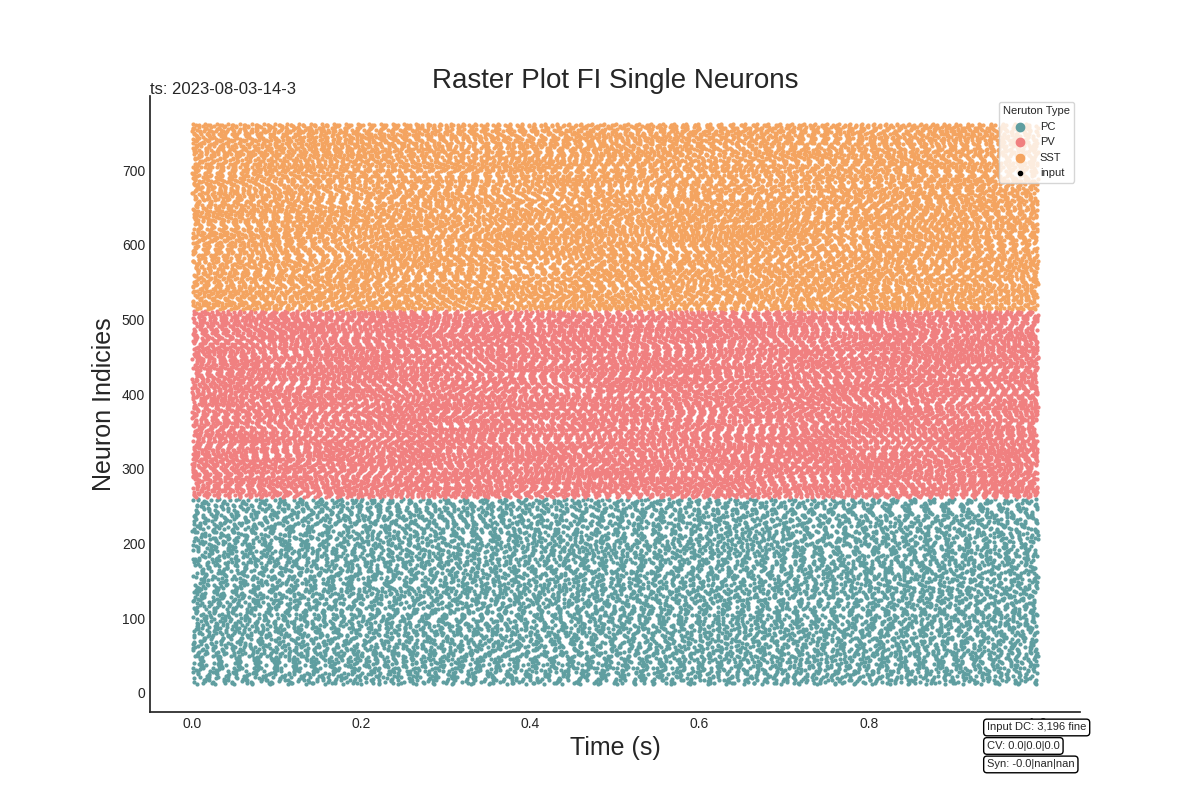 Raster Plot FI Single Neurons
ts: 2023-08-03-14-3
Neruton Type
PC
PV
SST
input
Neuron Indicies
700
600
500
400
300
200
100
0
0.0
0.2
0.4
0.6
0.8
Time (s)
Input DC: 3,196 fine
CV: 0.0|0.0|0.0
Syn: -0.0|nan|nan